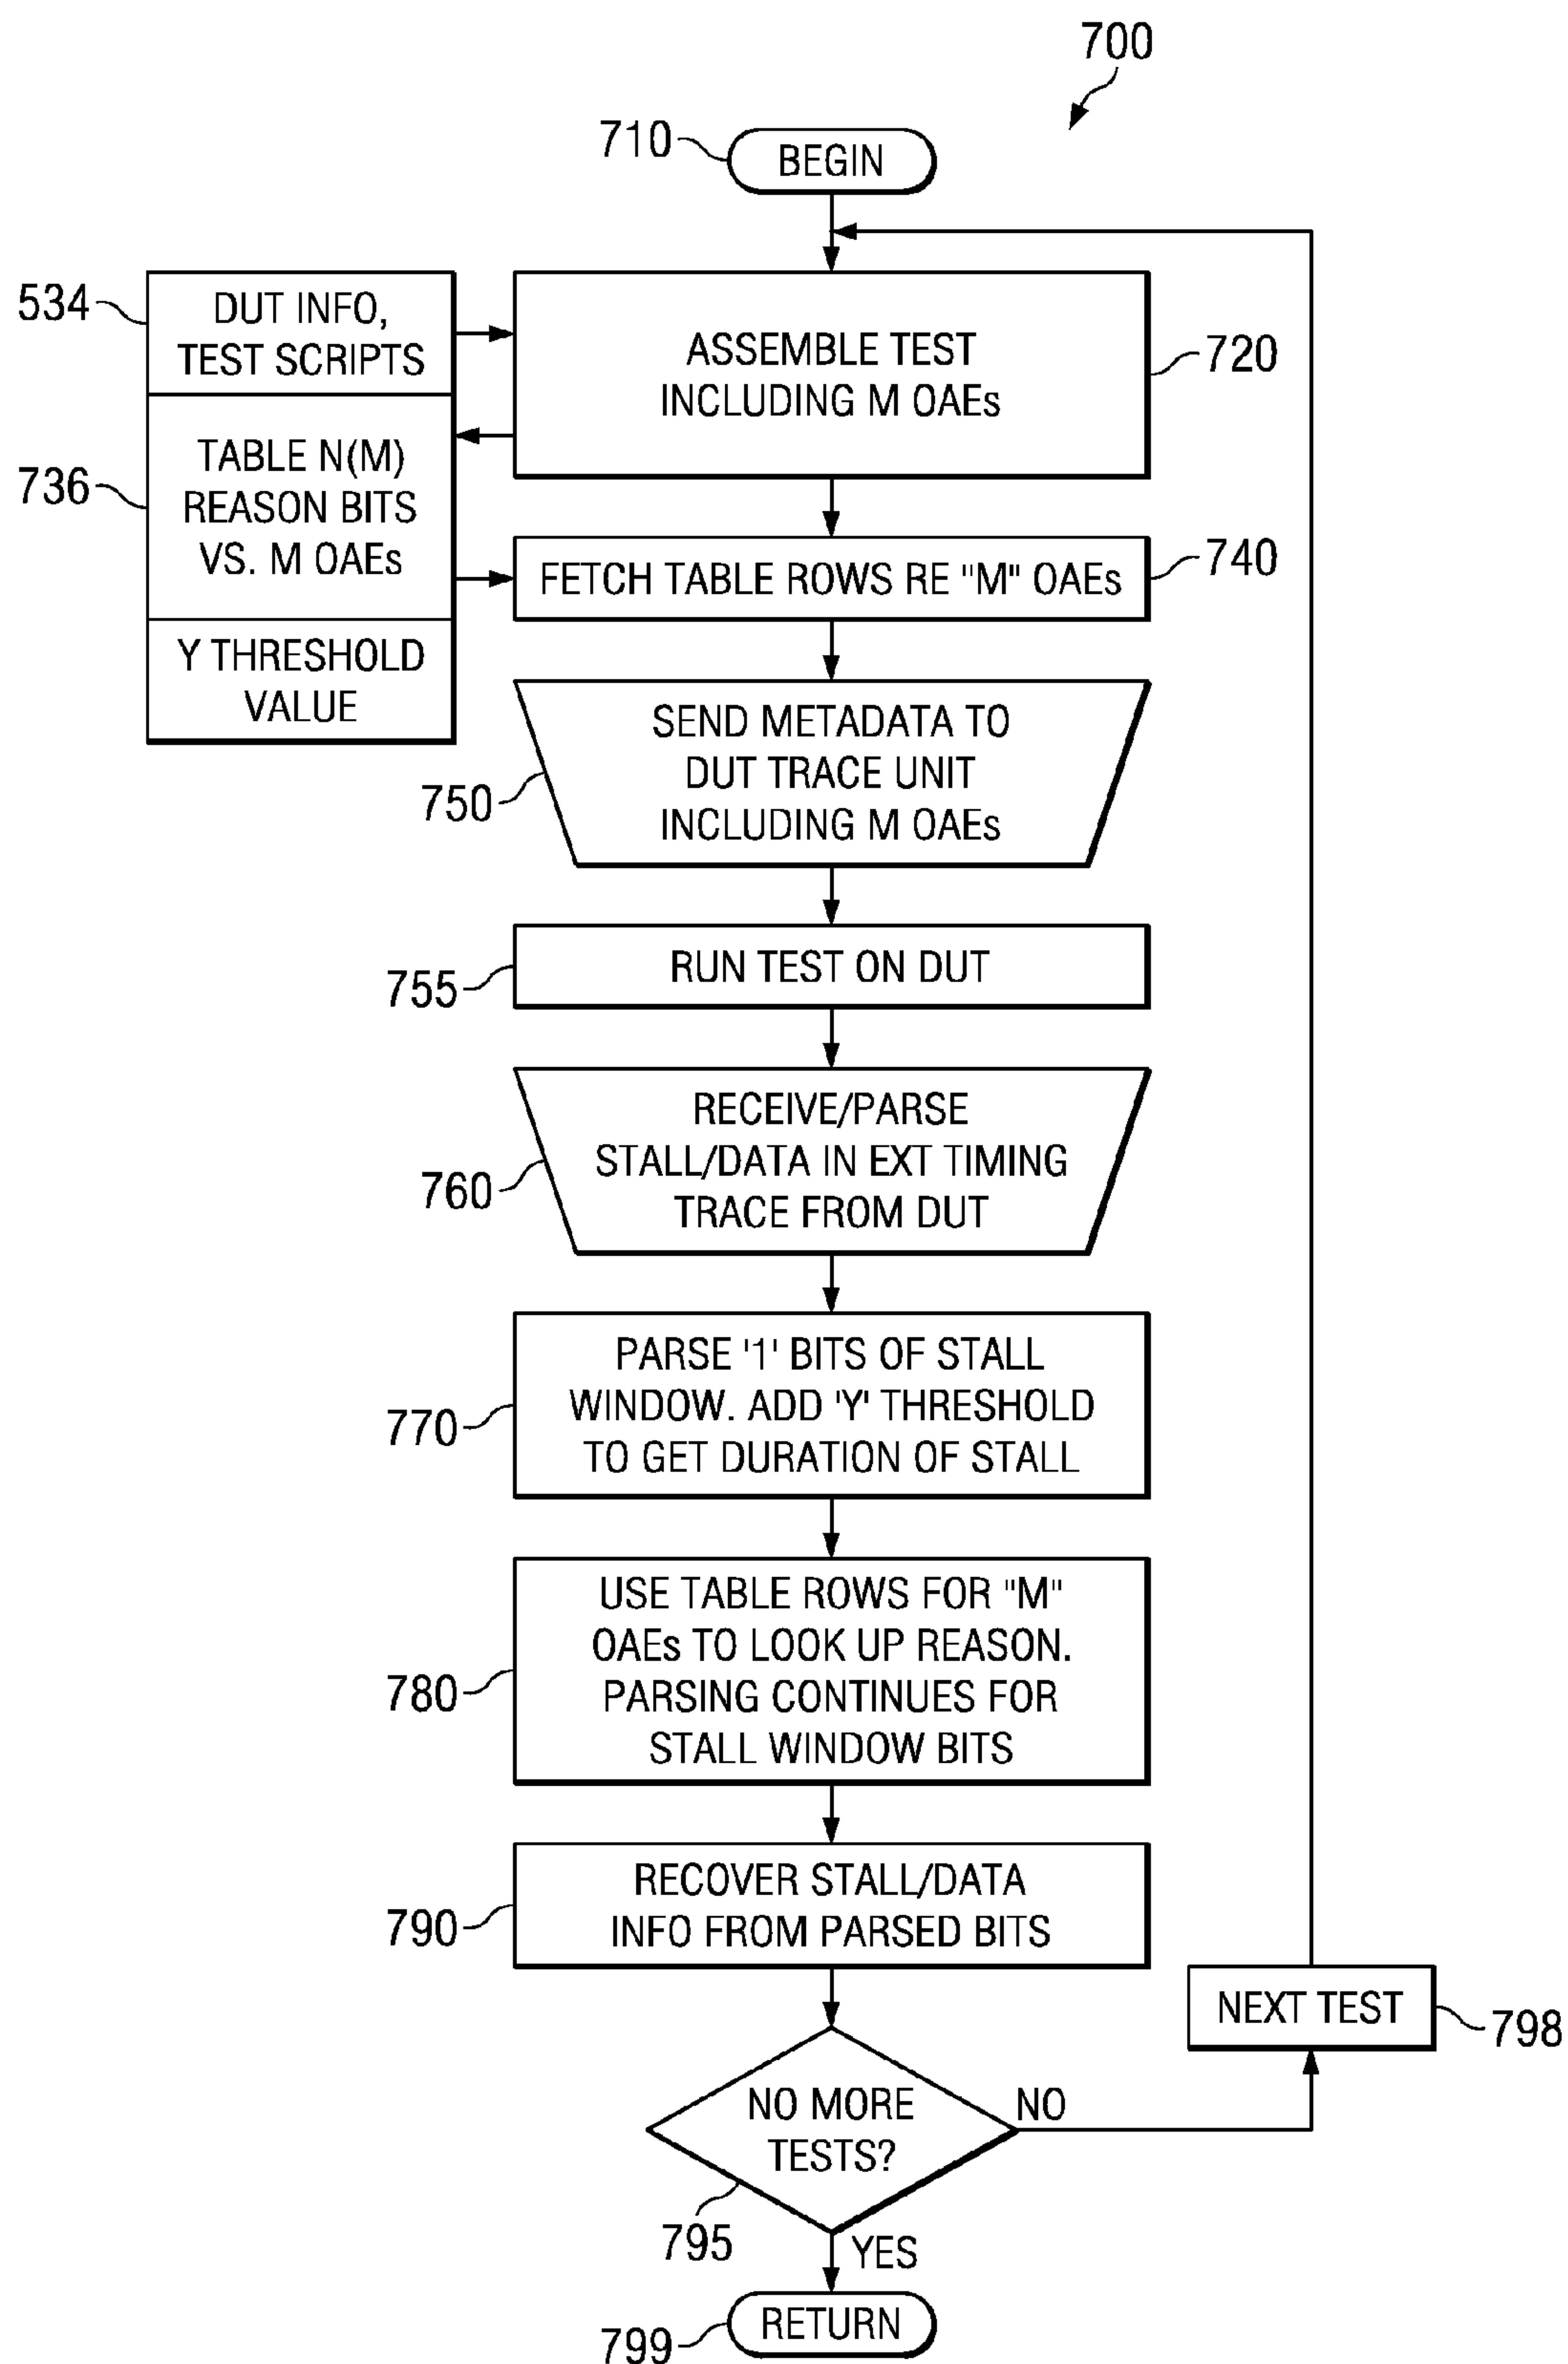 700
710
BEGIN
534
DUT INFO,
TEST SCRIPTS
ASSEMBLE TEST
INCLUDING M OAEs
720
736
TABLE N(M)
REASON BITS
VS. M OAEs
FETCH TABLE ROWS RE "M" OAEs
740
Y THRESHOLD
VALUE
SEND METADATA TO
DUT TRACE UNIT
INCLUDING M OAEs
750
RUN TEST ON DUT
755
RECEIVE/PARSE
STALL/DATA IN EXT TIMING
TRACE FROM DUT
760
PARSE '1' BITS OF STALL
WINDOW. ADD 'Y' THRESHOLD
TO GET DURATION OF STALL
770
USE TABLE ROWS FOR "M"
OAEs TO LOOK UP REASON.
PARSING CONTINUES FOR
STALL WINDOW BITS
780
RECOVER STALL/DATA
INFO FROM PARSED BITS
790
NEXT TEST
798
NO MORE
TESTS?
NO
795
YES
RETURN
799